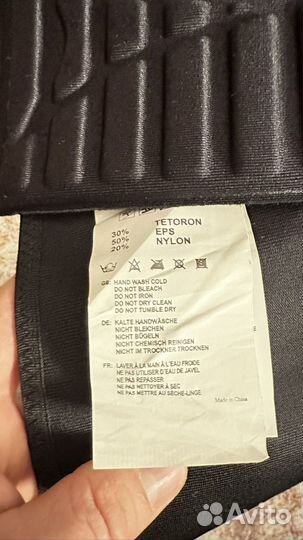 30% TETORON
50% EPS
20% NYLON
GB: HAND WASH COLD
DO NOT BLEACH
DO NOT IRON
DO NOT DRY CLEAN
DO NOT TUMBLE DRY
DE: KALTE HANDWÄSCHE
NICHT BLEICHEN
NICHT BÜGELN
NICHT CHEMISCH REINIGEN
NICHT IM TROCKNER TROCKNEN
FR: LAVER À LA MAIN À L'EAU FROIDE
NE PAS UTILISER D'EAU DE JAVEL
NE PAS REPASSER
NE PAS NETTOYER À SEC
NE PAS METTRE AU SÈCHE-LINGE
Made in China
Avito